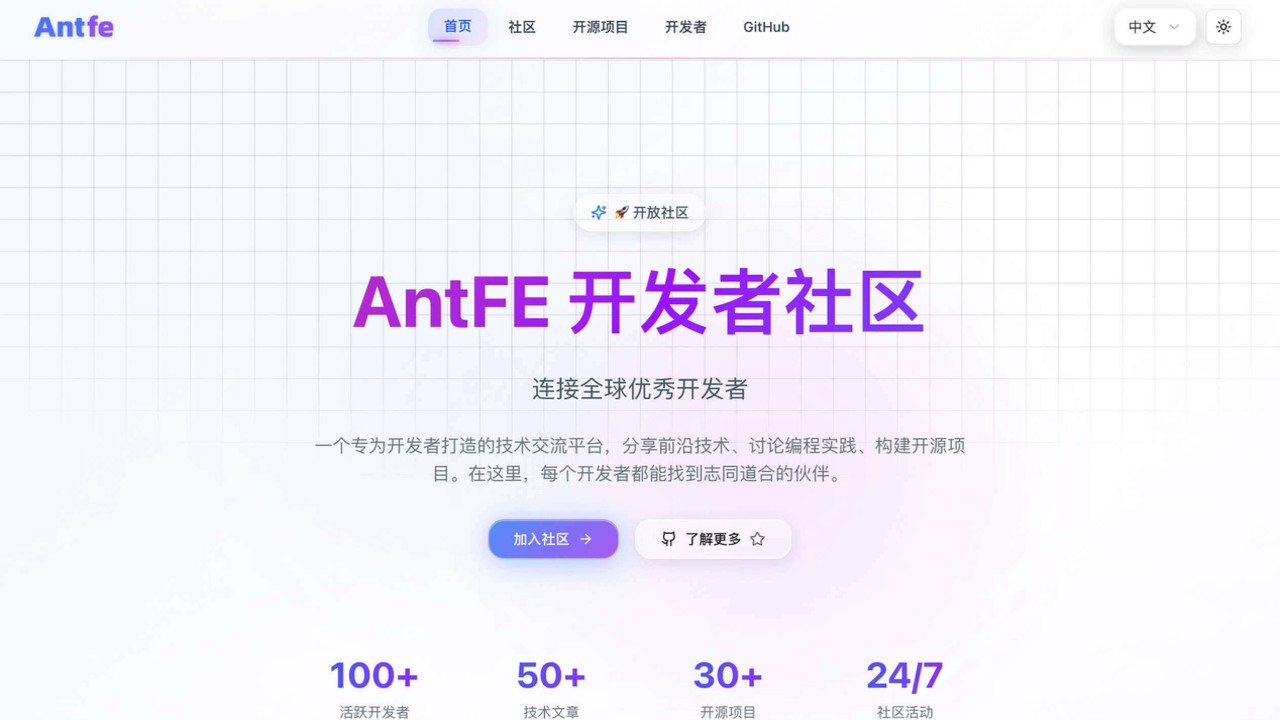 Antfe
首页
社区
开源项目
开发者
GitHub
中文
🚀 开放社区
AntFE 开发者社区
连接全球优秀开发者
一个专为开发者打造的技术交流平台，分享前沿技术、讨论编程实践、构建开源项
目。在这里，每个开发者都能找到志同道合的伙伴。
加入社区
了解更多
100+
50+
30+
24/7
活跃开发者
技术文章
开源项目
社区活动